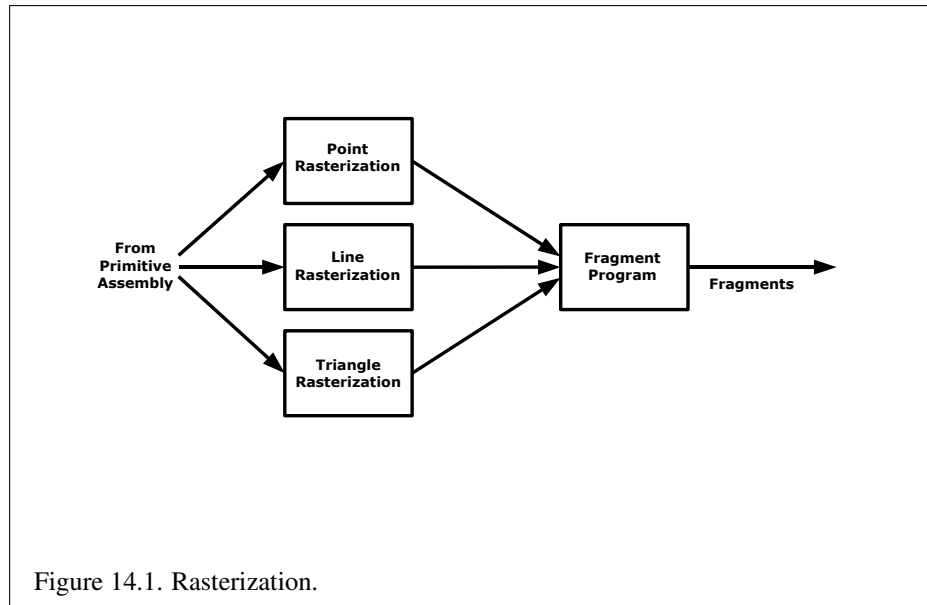 Point
Rasterization
From
Primitive
Assembly
Line
Rasterization
Triangle
Rasterization
Fragment
Program
Fragments
Figure 14.1. Rasterization.